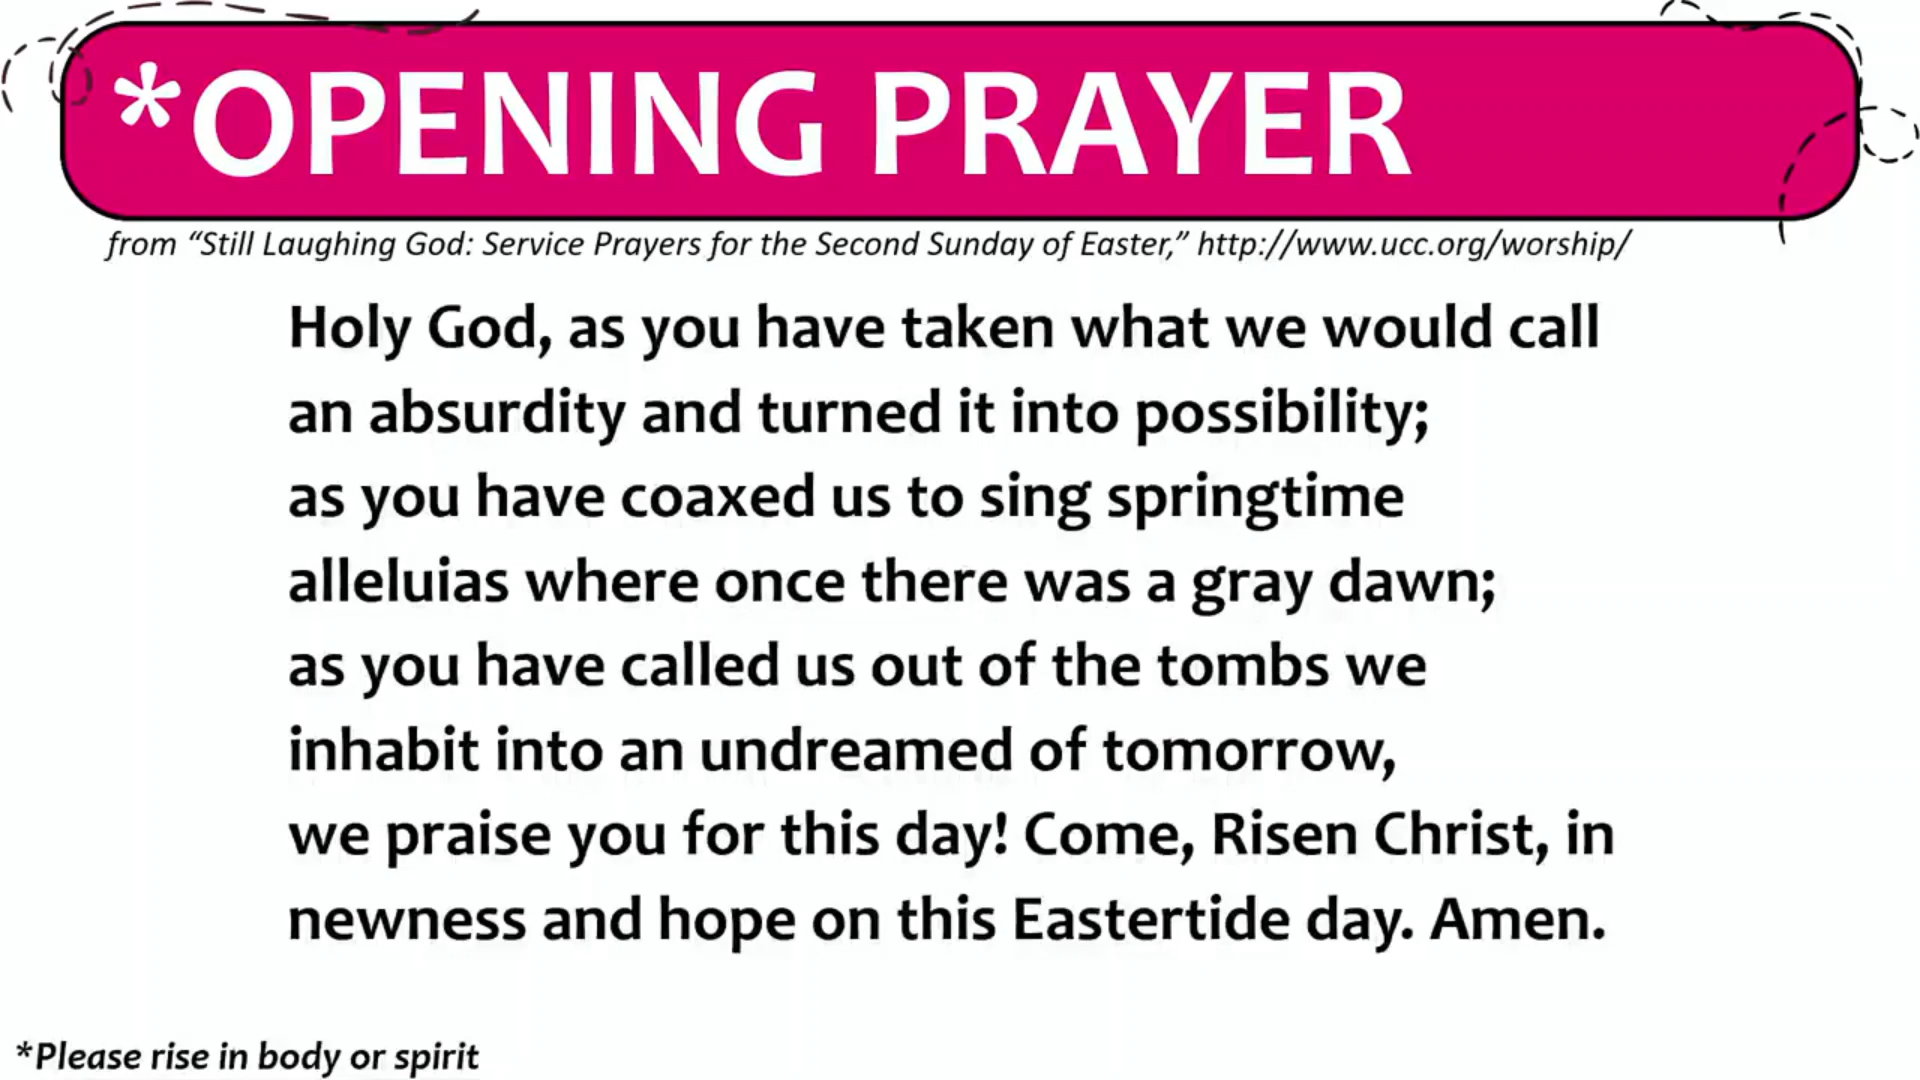 *OPENING PRAYER
from “Still Laughing God: Service Prayers for the Second Sunday of Easter,” http://www.ucc.org/worship/
Holy God, as you have taken what we would call
an absurdity and turned it into possibility;
as you have coaxed us to sing springtime
alleluias where once there was a gray dawn;
as you have called us out of the tombs we
inhabit into an undreamed of tomorrow,
we praise you for this day! Come, Risen Christ, in
newness and hope on this Eastertide day. Amen.
*Please rise in body or spirit